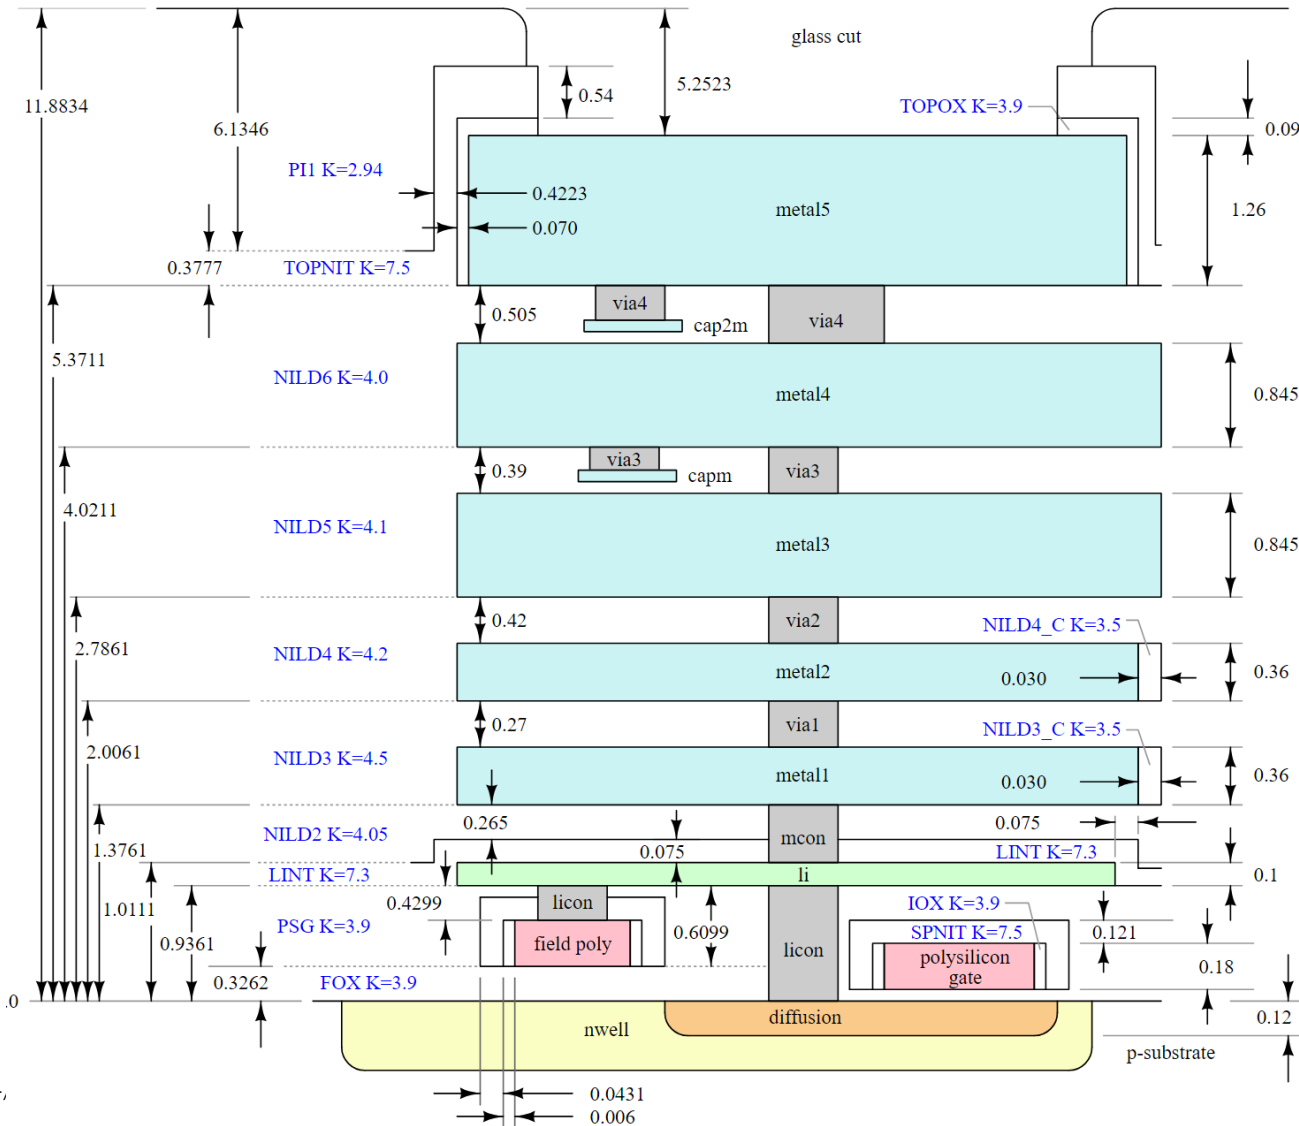 glass cut
11.8834
5.2523
0.54
TOPOX K=3.9
6.1346
0.09
PI1 K=2.94
0.4223
metal5
1.26
0.070
0.3777
TOPNIT K=7.5
via4
0.505
cap2m
via4
5.3711
NILD6 K=4.0
metal4
0.845
via3
0.39
capm
via3
4.0211
NILD5 K=4.1
metal3
0.845
0.42
via2
NILD4_C K=3.5
2.7861
NILD4 K=4.2
metal2
0.030
0.36
0.27
via1
NILD3_C K=3.5
2.0061
NILD3 K=4.5
metal1
0.030
0.36
0.265
0.075
NILD2 K=4.05
mcon
1.3761
0.075
LINT K=7.3
LINT K=7.3
li
0.1
1.0111
0.4299
licon
IOX K=3.9
PSG K=3.9
0.6099
SPNIT K=7.5
0.121
0.9361
field poly
licon
polysilicon
gate
0.18
0.3262
FOX K=3.9
.0
diffusion
0.12
nwell
p-substrate
0.0431
0.006